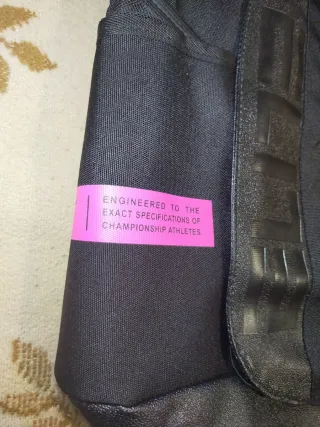 ENGINEERED TO THE
EXACT SPECIFICATIONS OF
CHAMPIONSHIP ATHLETES